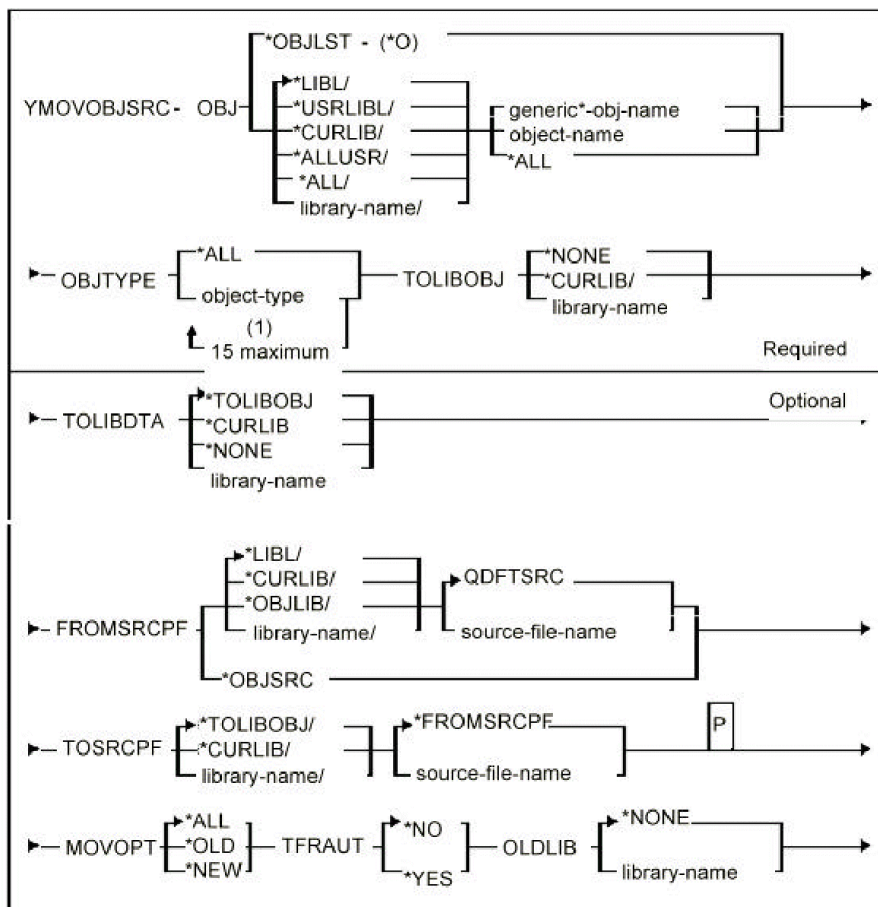 *OBJLST - (*O)
YMOVOBJSRC - OBJ
*LIBL/
*USRLIBL/
*CURLIB/
*ALLUSR/
*ALL/
library-name/
generic*-obj-name
object-name
*ALL
OBJTYPE
*ALL
object-type
(1)
15 maximum
TOLIBOBJ
*NONE
*CURLIB/
library-name
Required
Optional
TOLIBDTA
*TOLIBOBJ
*CURLIB
*NONE
library-name
FROMSRCPF
*LIBL/
*CURLIB/
*OBJLIB/
library-name/
QDFTSRC
source-file-name
*OBJSRC
TOSRCPF
*TOLIBOBJ/
*CURLIB/
library-name/
*FROMSRCPF
source-file-name
P
MOVOPT
*ALL
*OLD
*NEW
TFRAUT
*NO
*YES
OLDLIB
*NONE
library-name